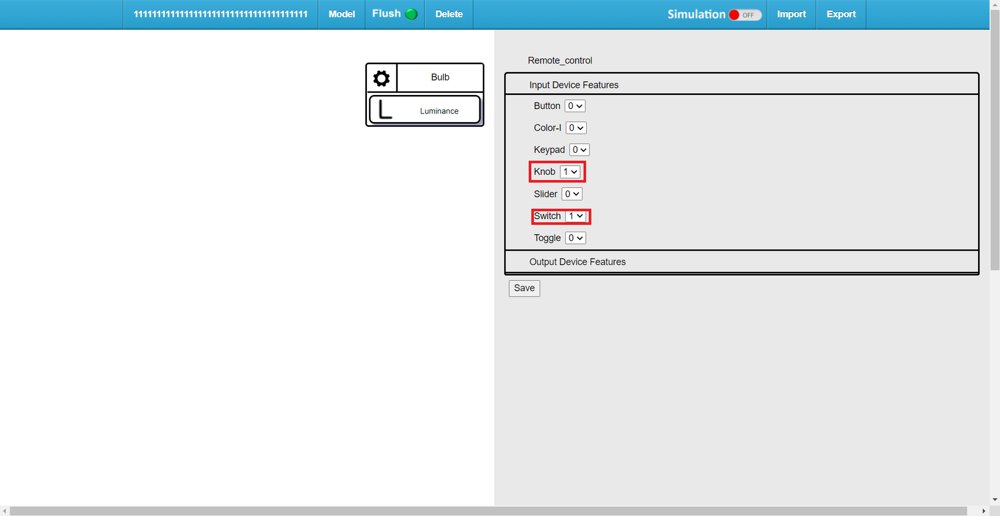 1111111111111111111111111111111111111111 Model Flush Delete Simulation OFF Import Export
Bulb
L Luminance
Remote_control
Input Device Features
Button 0
Color-I 0
Keypad 0
Knob 1
Slider 0
Switch 1
Toggle 0
Output Device Features
Save